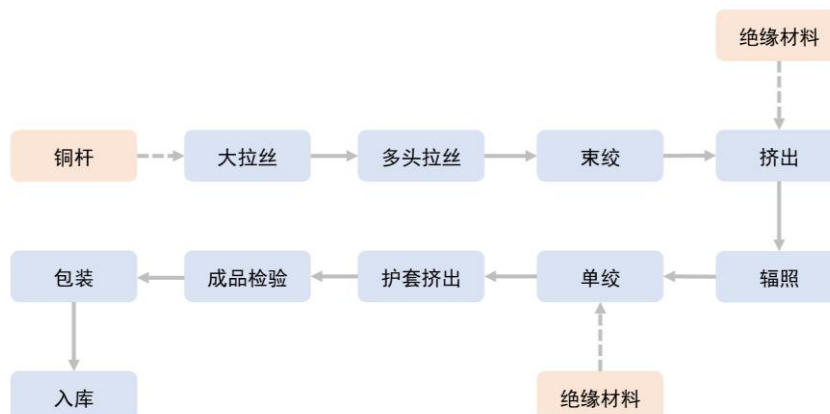 绝缘材料
铜杆
大拉丝
多头拉丝
束绞
挤出
包装
成品检验
护套挤出
单绞
辐照
入库
绝缘材料